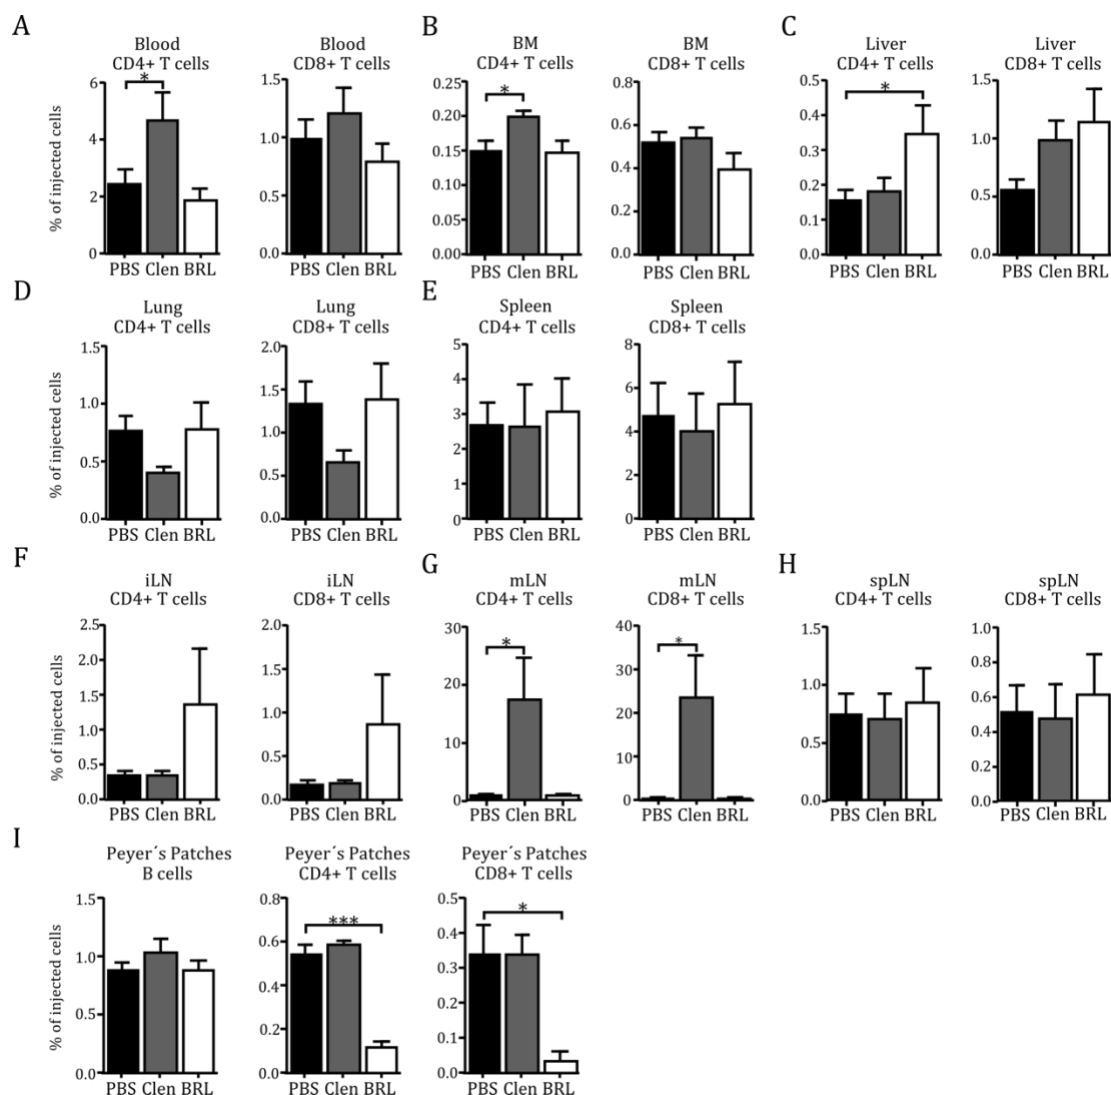 A
Blood
CD4+ T cells
Blood
CD8+ T cells
B
BM
CD4+ T cells
BM
CD8+ T cells
C
Liver
CD4+ T cells
Liver
CD8+ T cells
% of injected cells
6
4
2
0
*
PBS Clen BRL
1.5
1.0
0.5
0.0
PBS Clen BRL
0.25
0.20
0.15
0.10
0.05
0.00
*
PBS Clen BRL
0.8
0.6
0.4
0.2
0.0
PBS Clen BRL
0.5
0.4
0.3
0.2
0.1
0.0
*
PBS Clen BRL
1.5
1.0
0.5
0.0
PBS Clen BRL
D
Lung
CD4+ T cells
Lung
CD8+ T cells
E
Spleen
CD4+ T cells
Spleen
CD8+ T cells
% of injected cells
1.5
1.0
0.5
0.0
PBS Clen BRL
2.0
1.5
1.0
0.5
0.0
PBS Clen BRL
5
4
3
2
1
0
PBS Clen BRL
8
6
4
2
0
PBS Clen BRL
F
iLN
CD4+ T cells
iLN
CD8+ T cells
G
mLN
CD4+ T cells
mLN
CD8+ T cells
H
spLN
CD4+ T cells
spLN
CD8+ T cells
% of injected cells
2.5
2.0
1.5
1.0
0.5
0.0
PBS Clen BRL
2.0
1.5
1.0
0.5
0.0
PBS Clen BRL
30
20
10
0
*
PBS Clen BRL
40
30
20
10
0
*
PBS Clen BRL
1.5
1.0
0.5
0.0
PBS Clen BRL
1.0
0.8
0.6
0.4
0.2
0.0
PBS Clen BRL
I
Peyer´s Patches
B cells
Peyer´s Patches
CD4+ T cells
Peyer´s Patches
CD8+ T cells
% of injected cells
1.5
1.0
0.5
0.0
PBS Clen BRL
0.8
0.6
0.4
0.2
0.0
***
PBS Clen BRL
0.5
0.4
0.3
0.2
0.1
0.0
*
PBS Clen BRL